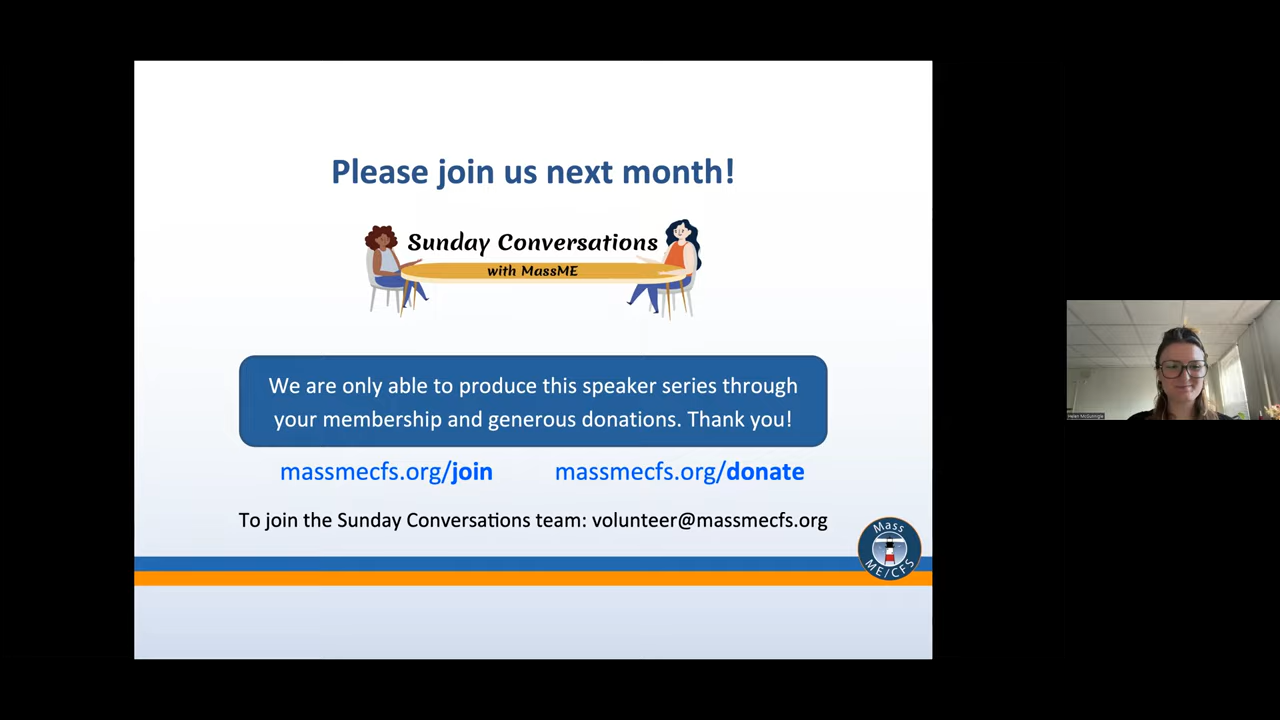 Please join us next month!
Sunday Conversations
with MassME
We are only able to produce this speaker series through
your membership and generous donations. Thank you!
massmecfs.org/join
massmecfs.org/donate
To join the Sunday Conversations team: volunteer@massmecfs.org
Mass
ME/CFS
Helen McGuinigle